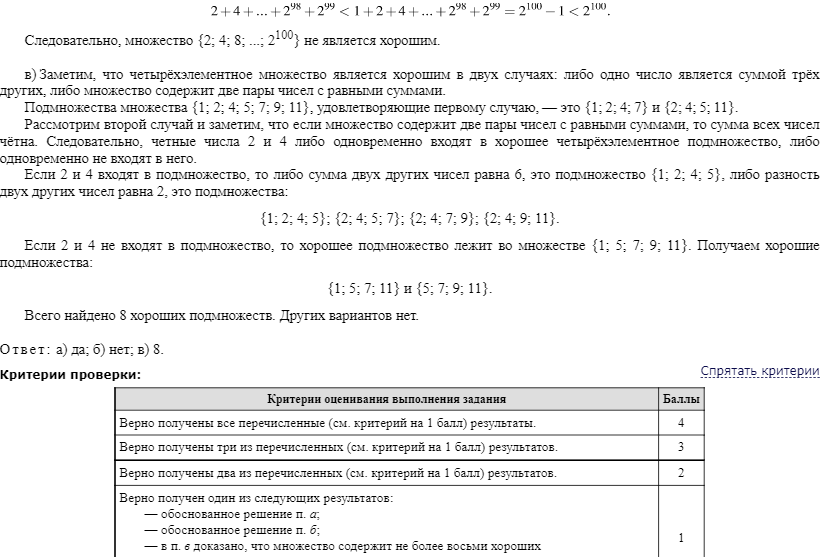 2 + 4 + ... + 2^98 + 2^99 < 1 + 2 + 4 + ... + 2^98 + 2^99 = 2^100 − 1 < 2^100.
Следовательно, множество {2; 4; 8; ...; 2^100} не является хорошим.
в) Заметим, что четырёхэлементное множество является хорошим в двух случаях: либо одно число является суммой трёх
других, либо множество содержит две пары чисел с равными суммами.
Подмножества множества {1; 2; 4; 5; 7; 9; 11}, удовлетворяющие первому случаю, — это {1; 2; 4; 7} и {2; 4; 5; 11}.
Рассмотрим второй случай и заметим, что если множество содержит две пары чисел с равными суммами, то сумма всех чисел
чётна. Следовательно, четные числа 2 и 4 либо одновременно входят в хорошее четырёхэлементное подмножество, либо
одновременно не входят в него.
Если 2 и 4 входят в подмножество, то либо сумма двух других чисел равна 6, это подмножество {1; 2; 4; 5}, либо разность
двух других чисел равна 2, это подмножества:
{1; 2; 4; 5}; {2; 4; 5; 7}; {2; 4; 7; 9}; {2; 4; 9; 11}.
Если 2 и 4 не входят в подмножество, то хорошее подмножество лежит во множестве {1; 5; 7; 9; 11}. Получаем хорошие
подмножества:
{1; 5; 7; 11} и {5; 7; 9; 11}.
Всего найдено 8 хороших подмножеств. Других вариантов нет.
Ответ: а) да; б) нет; в) 8.
Критерии проверки:
Спрятать критерии
Критерии оценивания выполнения задания Баллы
Верно получены все перечисленные (см. критерий на 1 балл) результаты. 4
Верно получены три из перечисленных (см. критерий на 1 балл) результатов. 3
Верно получены два из перечисленных (см. критерий на 1 балл) результатов. 2
Верно получен один из следующих результатов:
— обоснованное решение п. а;
— обоснованное решение п. б;
1
— в п. в доказано, что множество содержит не более восьми хороших